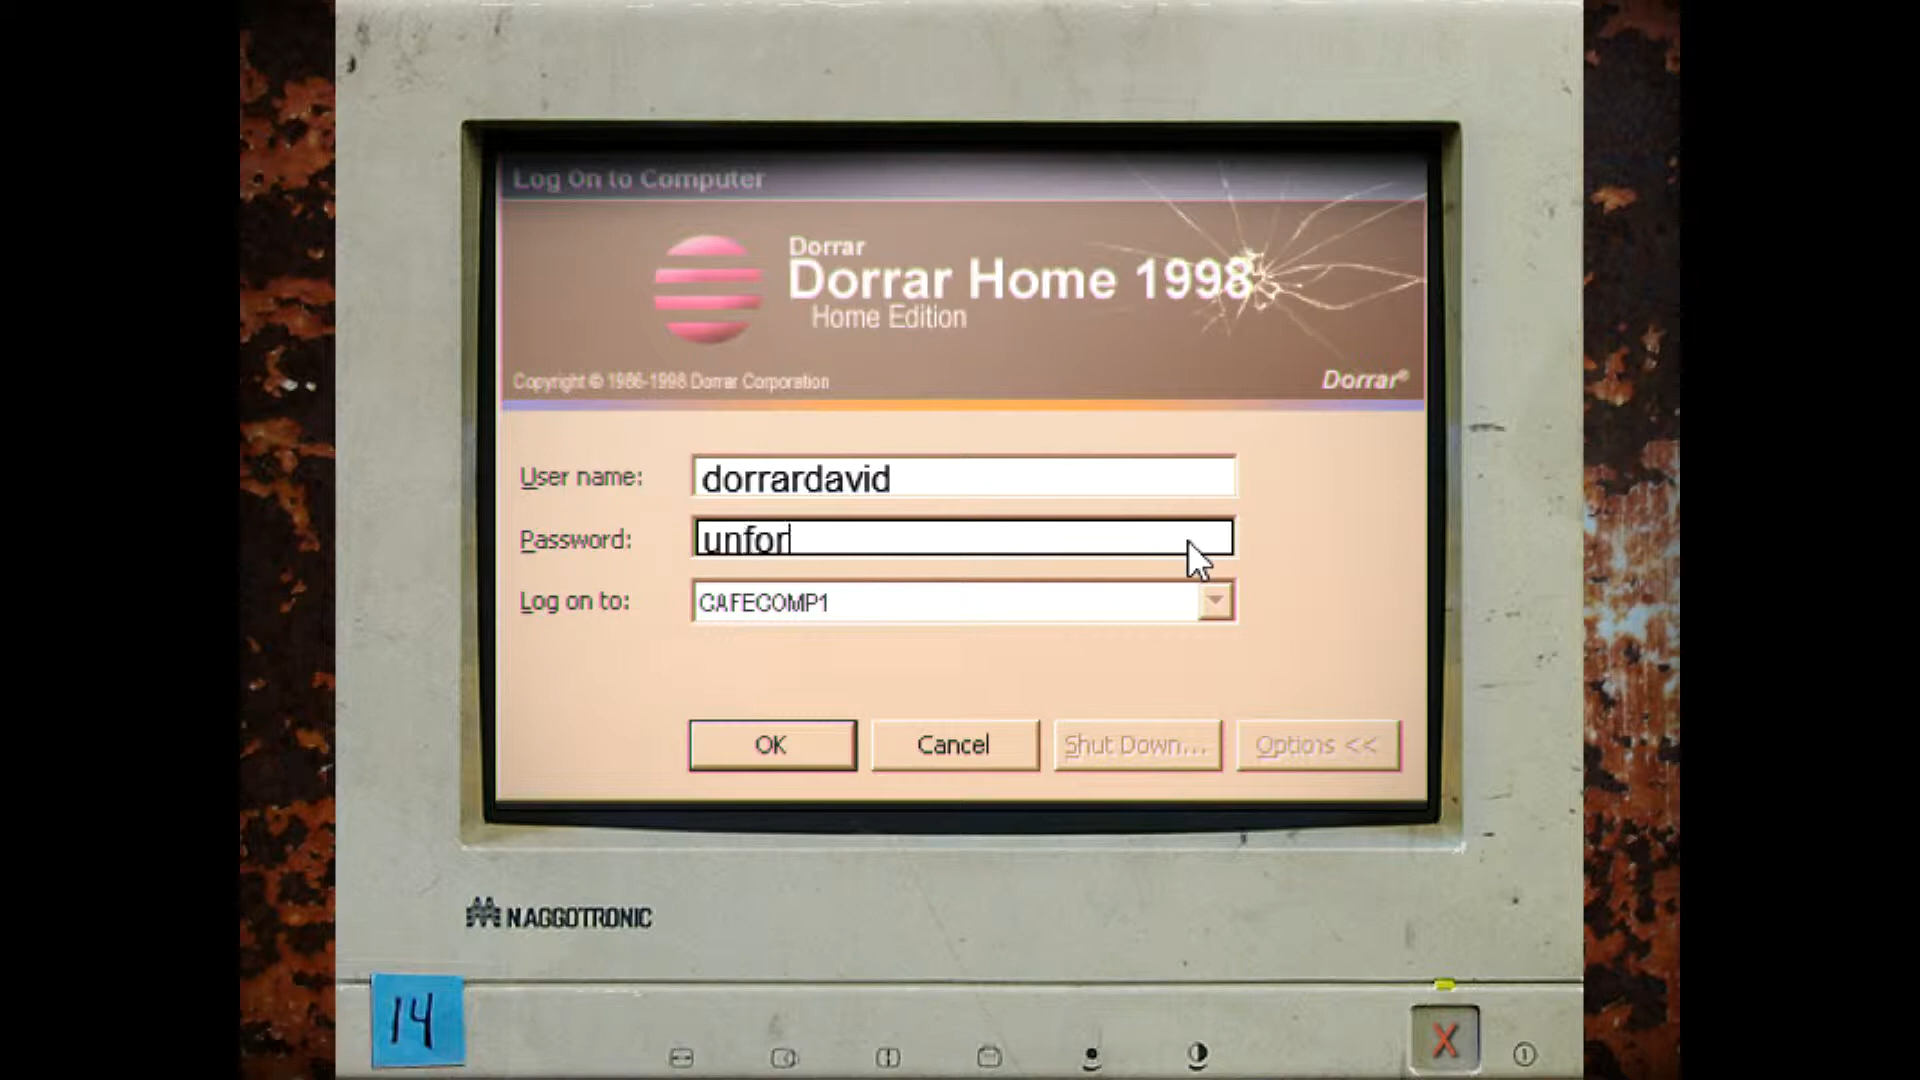 Log On to Computer
Dorrar
Dorrar Home 1998
Home Edition
Copyright © 1986-1998 Dorrar Corporation
Dorrar®
User name: dorrardavid
Password: unfor
Log on to: CAFECOMP1
OK Cancel Shut Down... Options <<
NAGGOTRONIC
14
X